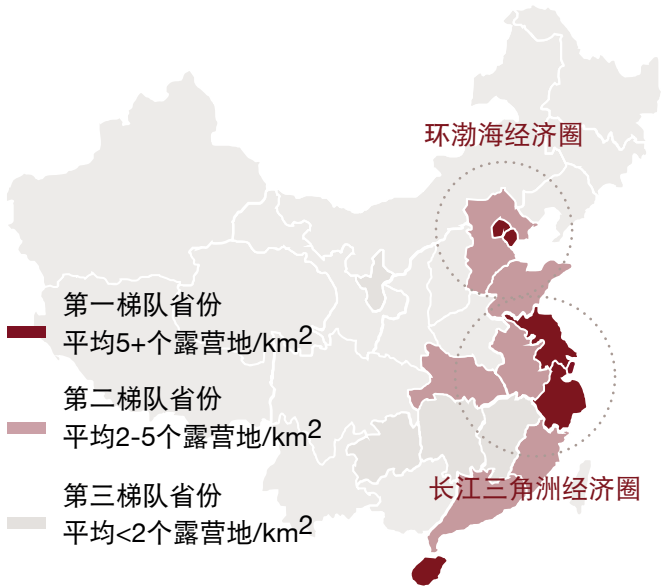 环渤海经济圈
第一梯队省份
平均5+个露营地/km²
第二梯队省份
平均2-5个露营地/km²
第三梯队省份
平均<2个露营地/km²
长江三角洲经济圈